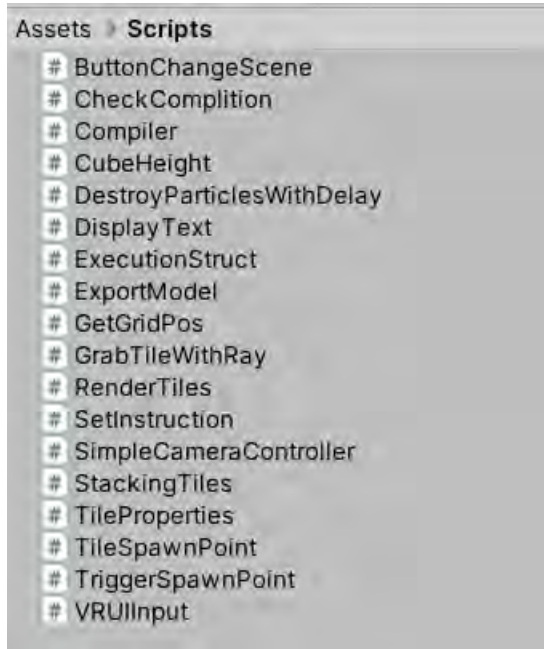 Assets Scripts
# ButtonChangeScene
# CheckComplition
# Compiler
# CubeHeight
# DestroyParticlesWithDelay
# DisplayText
# ExecutionStruct
# ExportModel
# GetGridPos
# GrabTileWithRay
# RenderTiles
# SetInstruction
# SimpleCameraController
# StackingTiles
# TileProperties
# TileSpawnPoint
# TriggerSpawnPoint
# VRUIInput